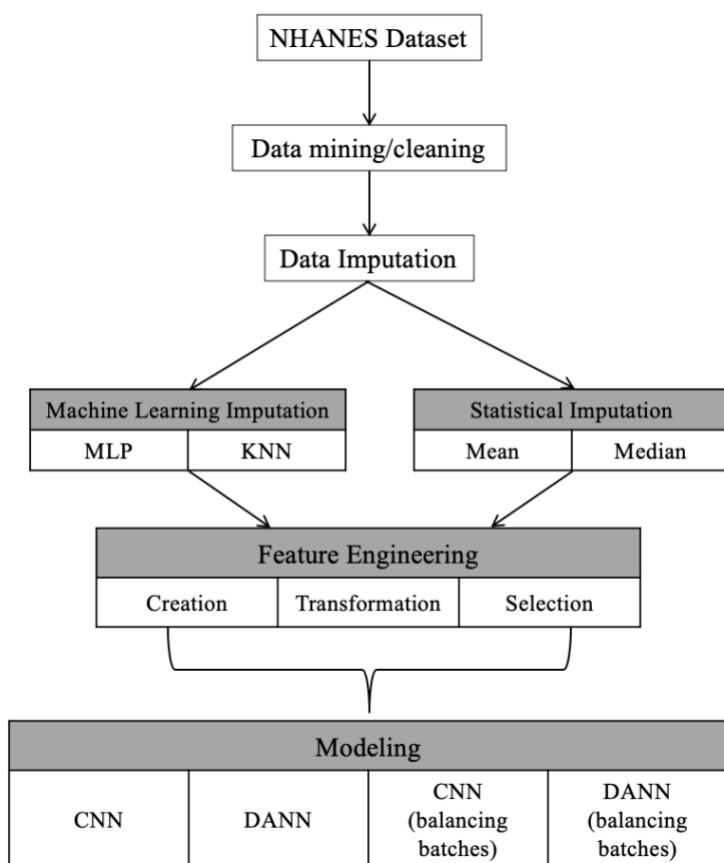 NHANES Dataset
Data mining/cleaning
Data Imputation
Machine Learning Imputation
MLP
KNN
Statistical Imputation
Mean
Median
Feature Engineering
Creation
Transformation
Selection
Modeling
CNN
DANN
CNN
(balancing
batches)
DANN
(balancing
batches)